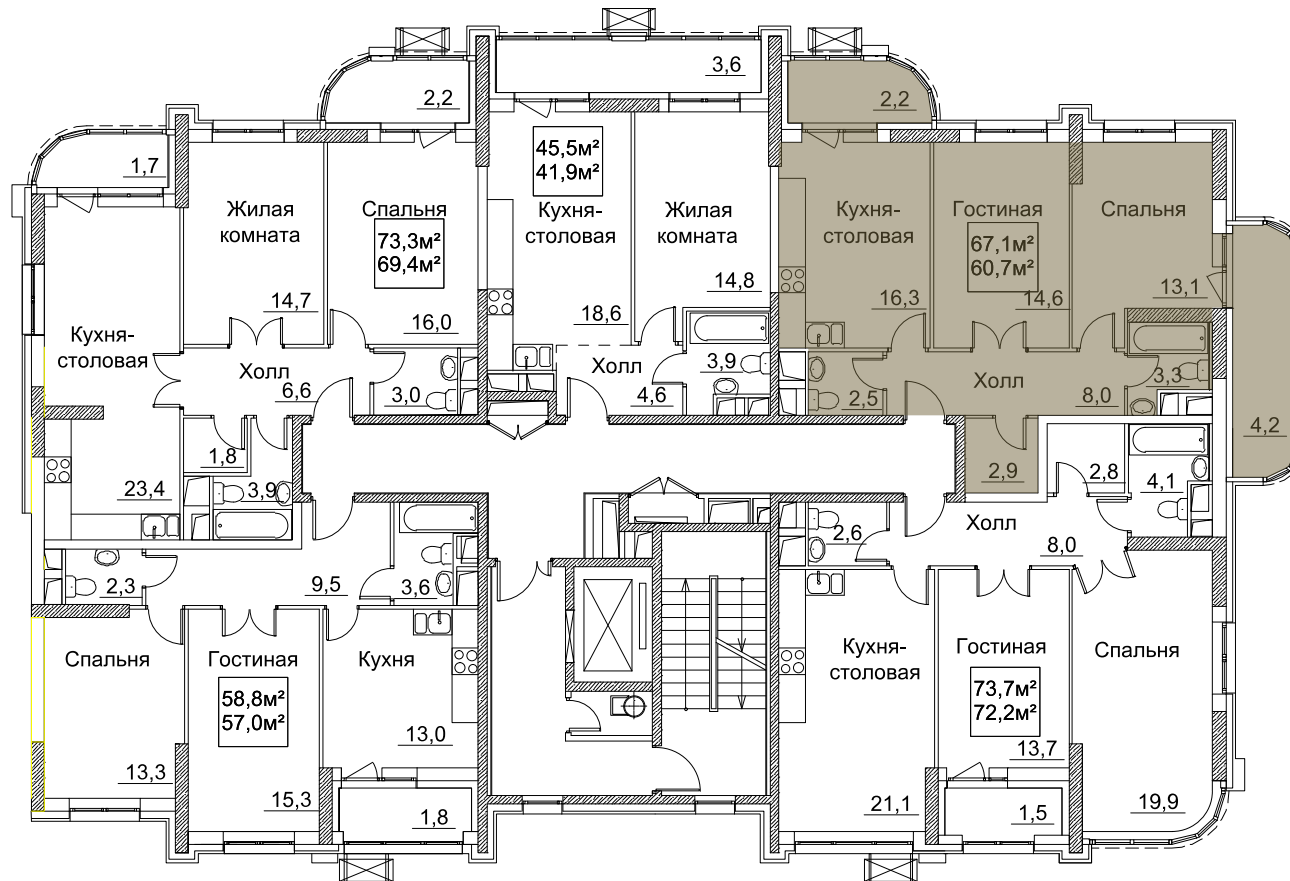 3,6
2,2
2,2
1,7
45,5м²
41,9м²
Жилая
комната
Спальня
73,3м²
69,4м²
Кухня-
столовая
Жилая
комната
Кухня-
столовая
Гостиная
67,1м²
60,7м²
Спальня
14,7
16,0
18,6
14,8
16,3
14,6
13,1
Кухня-
столовая
Холл
6,6
3,0
Холл
4,6
3,9
2,5
Холл
8,0
3,3
4,2
1,8
3,9
23,4
2,9
2,8
4,1
2,3
9,5
3,6
2,6
Холл
8,0
Спальня
Гостиная
58,8м²
57,0м²
Кухня
13,0
13,3
15,3
1,8
Кухня-
столовая
Гостиная
73,7м²
72,2м²
Спальня
13,7
21,1
1,5
19,9